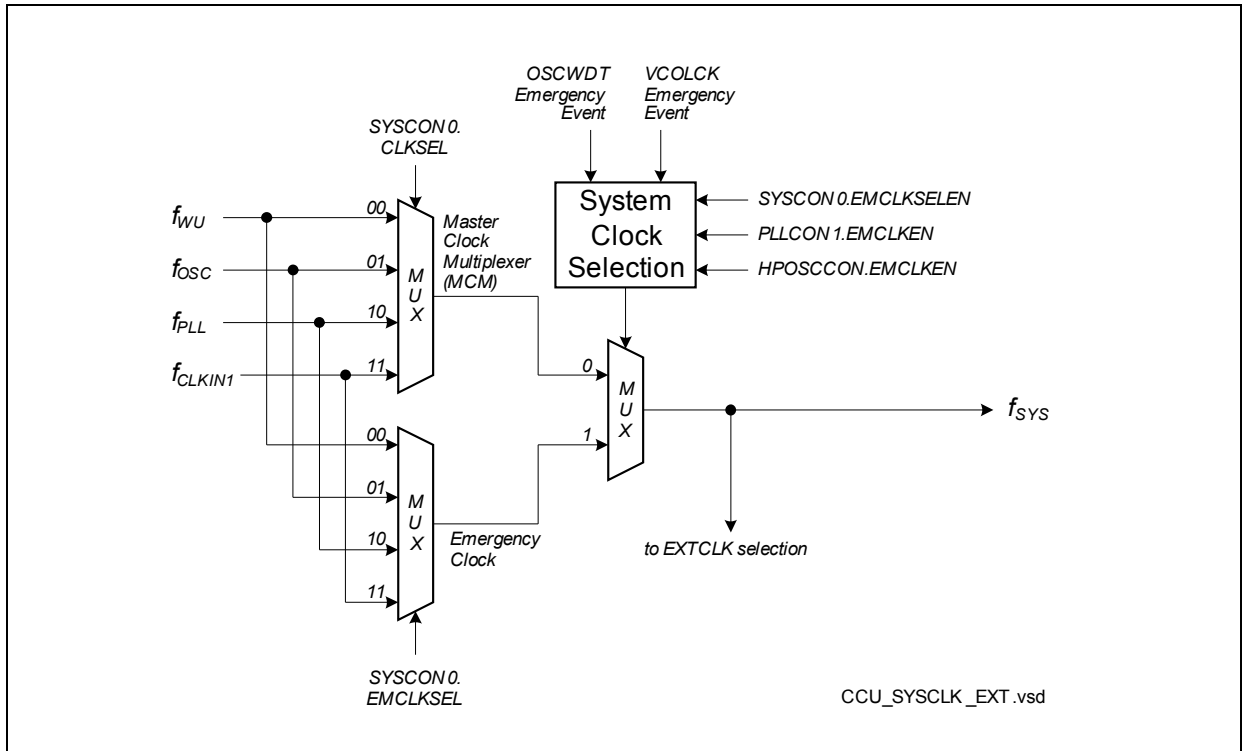 OSCWDT
Emergency
Event
VCOLCK
Emergency
Event
SYSCON 0.
CLKSEL
System
Clock
Selection
SYSCON 0.EMCLKSELEN
PLLCON 1.EMCLKEN
HPOSCCON.EMCLKEN
fWU
00
fOSC
01
fPLL
10
fCLKIN1
11
M
U
X
Master
Clock
Multiplexer
(MCM)
0
1
M
U
X
fSYS
00
01
10
11
M
U
X
Emergency
Clock
to EXTCLK selection
SYSCON 0.
EMCLKSEL
CCU_SYSCLK _EXT .vsd